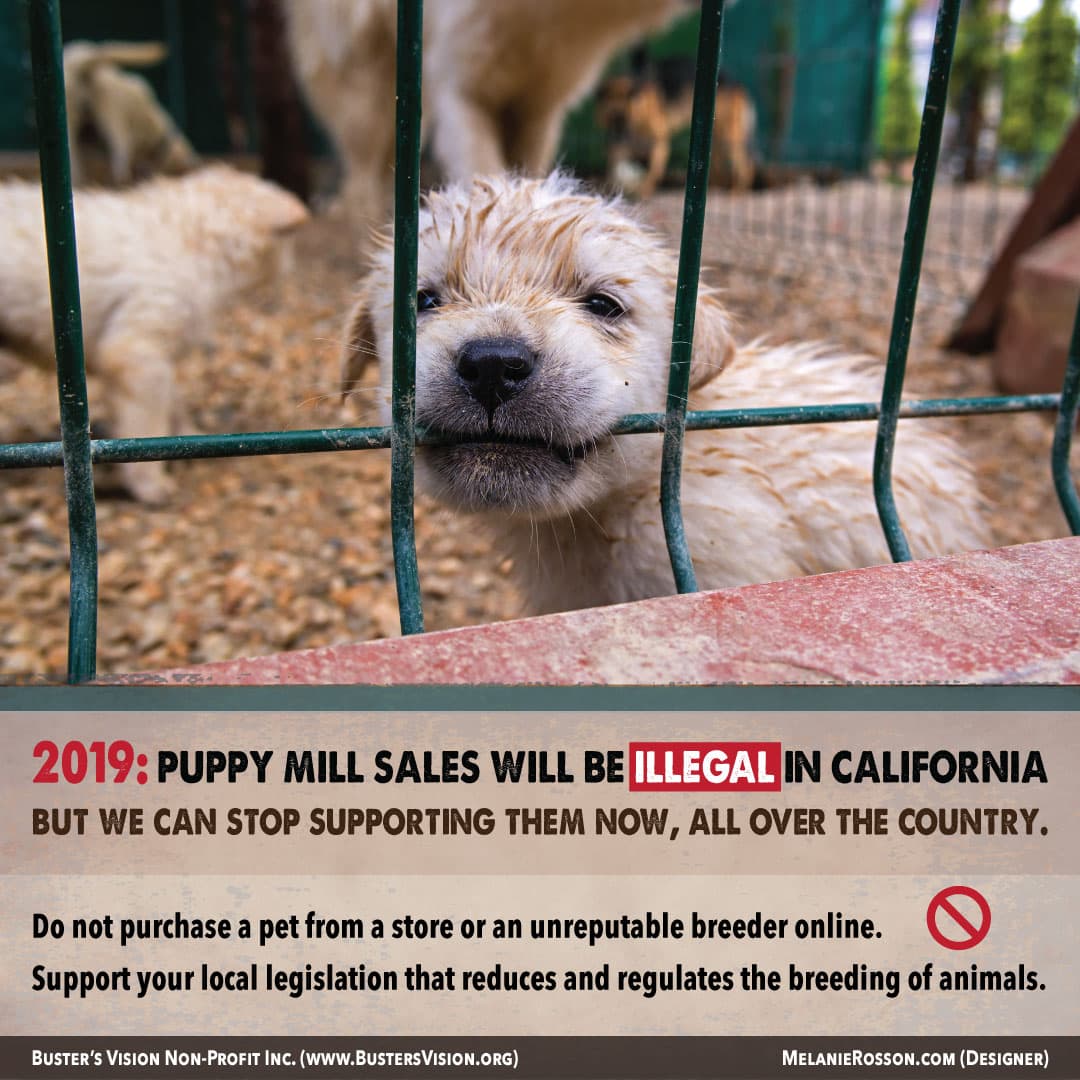 2019: PUPPY MILL SALES WILL BE ILLEGAL IN CALIFORNIA
BUT WE CAN STOP SUPPORTING THEM NOW, ALL OVER THE COUNTRY.
Do not purchase a pet from a store or an unreputable breeder online.
Support your local legislation that reduces and regulates the breeding of animals.
BUSTER'S VISION NON-PROFIT INC. (WWW.BUSTERSVISION.ORG)
MELANIEROSSON.COM (DESIGNER)